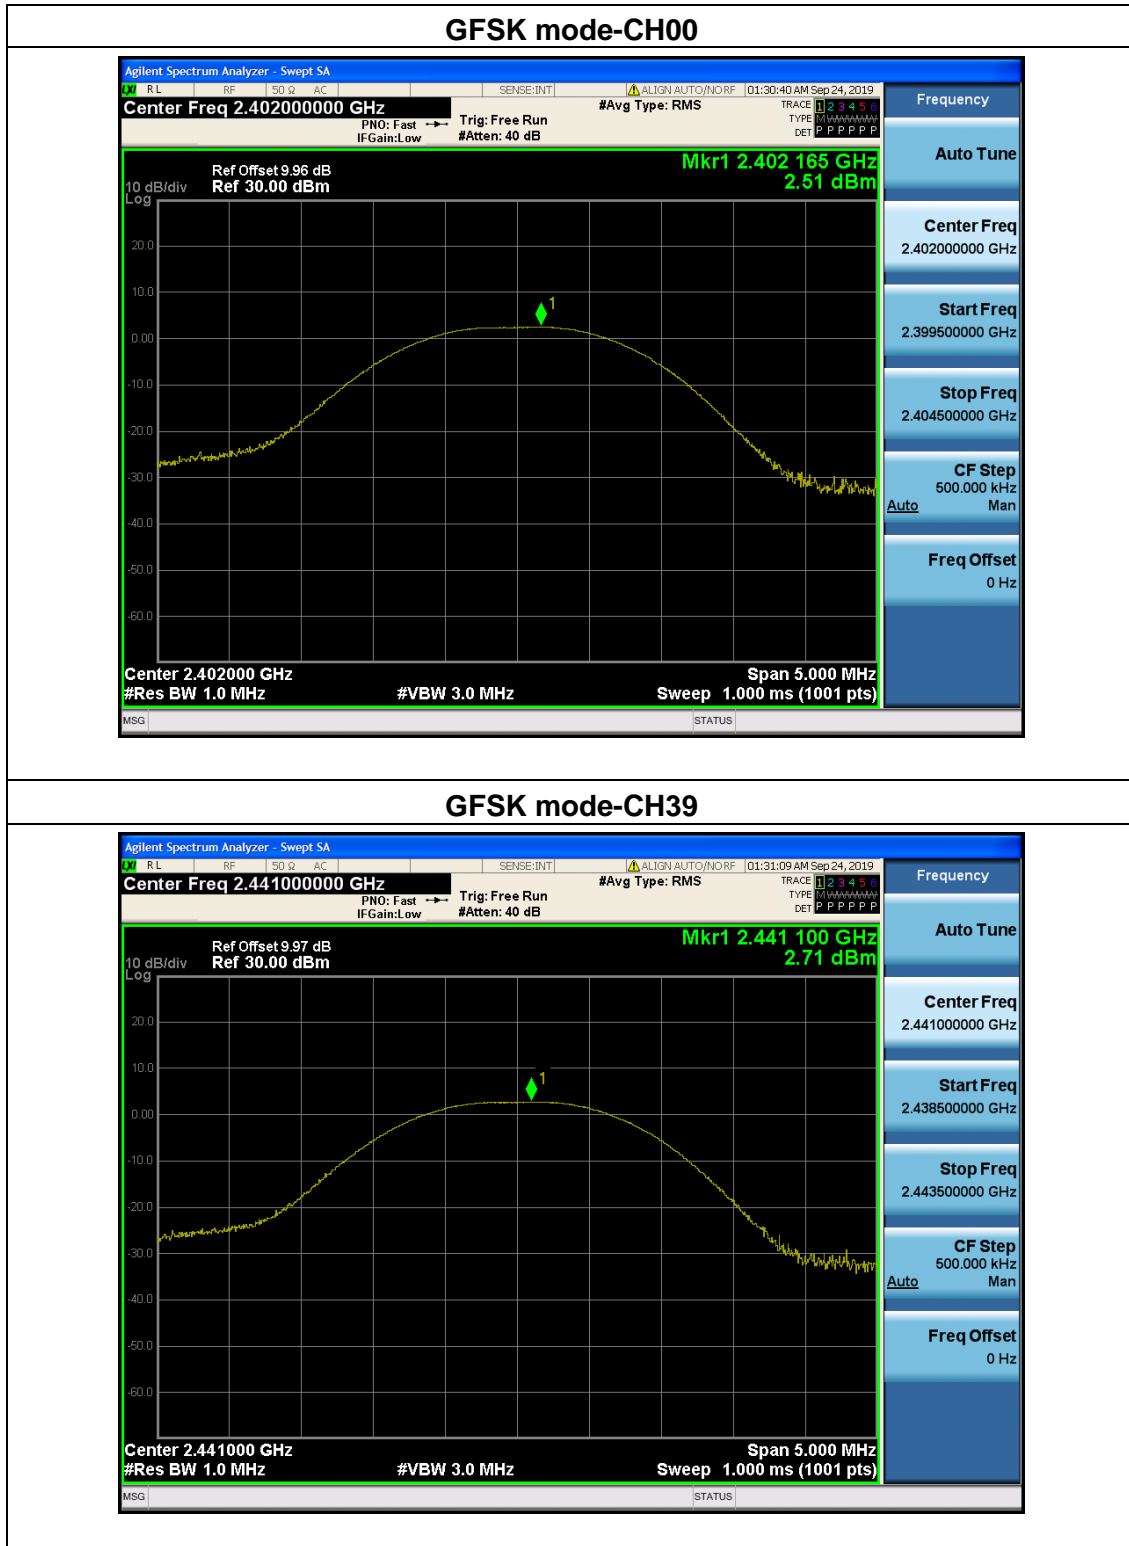 GFSK mode-CH00
Agilent Spectrum Analyzer - Swept SA
LXI RL RF 50 Ω AC SENSE:INT ALIGN AUTO/NO RF 01:30:40 AM Sep 24, 2019
Center Freq 2.402000000 GHz #Avg Type: RMS TRACE 1 2 3 4 5 6
PNO: Fast Trig: Free Run TYPE M WWWWW
IFGain:Low #Atten: 40 dB DET P P P P P P
Frequency
Mkr1 2.402 165 GHz
2.51 dBm
Ref Offset 9.96 dB
10 dB/div Ref 30.00 dBm
Log
20.0
10.0
1
0.00
-10.0
-20.0
-30.0
-40.0
-50.0
-60.0
Center 2.402000 GHz Span 5.000 MHz
#Res BW 1.0 MHz #VBW 3.0 MHz Sweep 1.000 ms (1001 pts)
MSG STATUS
Auto Tune
Center Freq
2.402000000 GHz
Start Freq
2.399500000 GHz
Stop Freq
2.404500000 GHz
CF Step
500.000 kHz
Auto Man
Freq Offset
0 Hz
GFSK mode-CH39
Agilent Spectrum Analyzer - Swept SA
LXI RL RF 50 Ω AC SENSE:INT ALIGN AUTO/NO RF 01:31:09 AM Sep 24, 2019
Center Freq 2.441000000 GHz #Avg Type: RMS TRACE 1 2 3 4 5 6
PNO: Fast Trig: Free Run TYPE M WWWWW
IFGain:Low #Atten: 40 dB DET P P P P P P
Frequency
Mkr1 2.441 100 GHz
2.71 dBm
Ref Offset 9.97 dB
10 dB/div Ref 30.00 dBm
Log
20.0
10.0
1
0.00
-10.0
-20.0
-30.0
-40.0
-50.0
-60.0
Center 2.441000 GHz Span 5.000 MHz
#Res BW 1.0 MHz #VBW 3.0 MHz Sweep 1.000 ms (1001 pts)
MSG STATUS
Auto Tune
Center Freq
2.441000000 GHz
Start Freq
2.438500000 GHz
Stop Freq
2.443500000 GHz
CF Step
500.000 kHz
Auto Man
Freq Offset
0 Hz